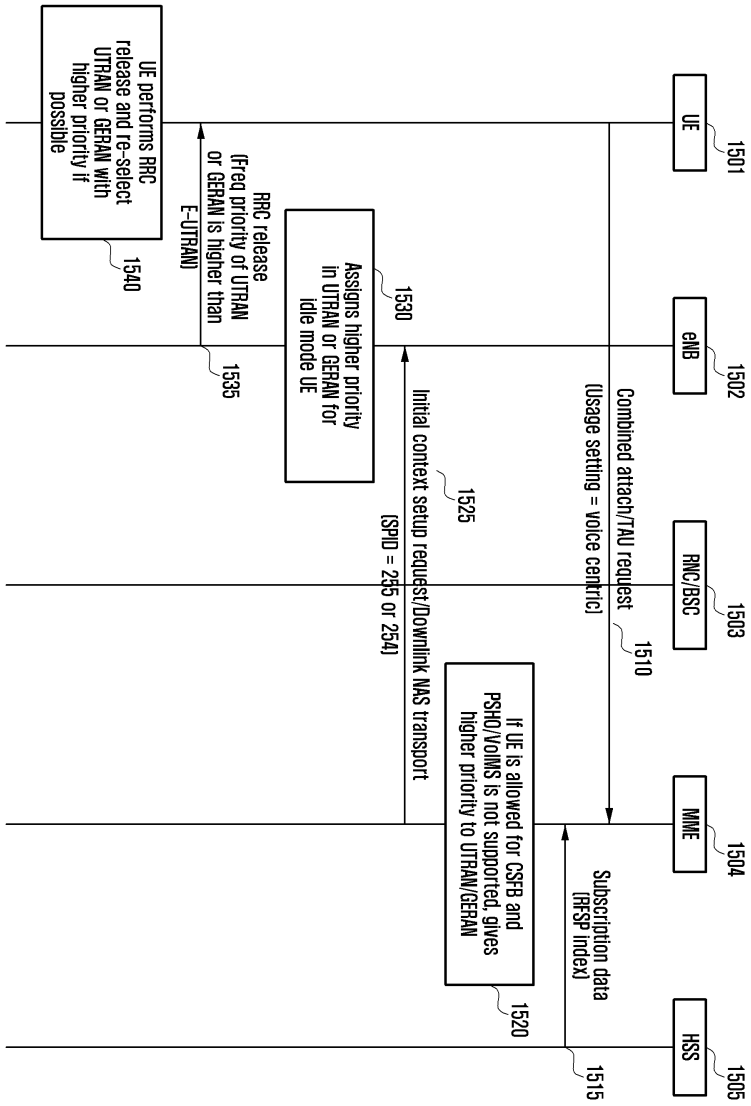 1501
UE
1502
eNB
1503
RNC/BSC
1504
MME
1505
HSS
Combined attach/TAU request
(Usage setting = voice centric)
1510
Subscription data
(RFSP index)
1515
If UE is allowed for CSFB and
PSHO/VoIMS is not supported, gives
higher priority to UTRAN/GERAN
1520
1525
Initial context setup request/Downlink NAS transport
(SPID = 255 or 254)
1530
Assigns higher priority
in UTRAN or GERAN for
idle mode UE
RRC release
(Freq priority of UTRAN
or GERAN is higher than
E-UTRAN)
1535
UE performs RRC
release and re-select
UTRAN or GERAN with
higher priority if
possible
1540